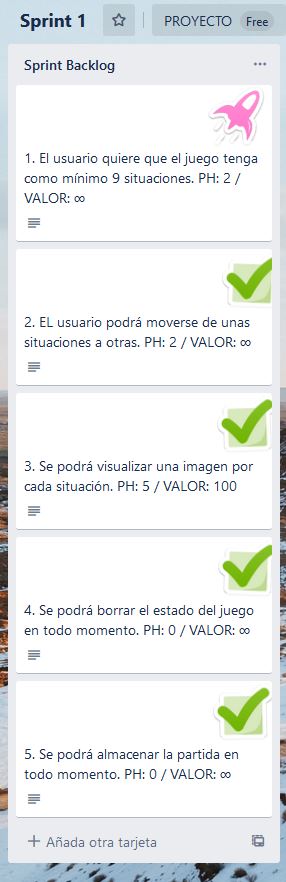 Sprint 1
PROYECTO Free
Sprint Backlog
1. El usuario quiere que el juego tenga
como mínimo 9 situaciones. PH: 2 /
VALOR: ∞
2. EL usuario podrá moverse de unas
situaciones a otras. PH: 2 / VALOR: ∞
3. Se podrá visualizar una imagen por
cada situación. PH: 5 / VALOR: 100
4. Se podrá borrar el estado del juego
en todo momento. PH: 0 / VALOR: ∞
5. Se podrá almacenar la partida en
todo momento. PH: 0 / VALOR: ∞
+ Añada otra tarjeta